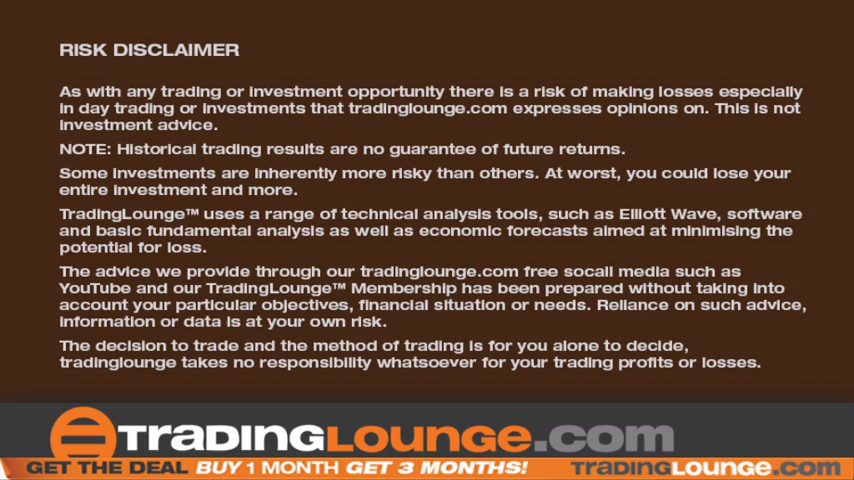 RISK DISCLAIMER
As with any trading or investment opportunity there is a risk of making losses especially
in day trading or investments that tradinglounge.com expresses opinions on. This is not
investment advice.
NOTE: Historical trading results are no guarantee of future returns.
Some investments are inherently more risky than others. At worst, you could lose your
entire investment and more.
TradingLounge™ uses a range of technical analysis tools, such as Elliott Wave, software
and basic fundamental analysis as well as economic forecasts aimed at minimising the
potential for loss.
The advice we provide through our tradinglounge.com free socail media such as
YouTube and our TradingLounge™ Membership has been prepared without taking into
account your particular objectives, financial situation or needs. Reliance on such advice,
information or data is at your own risk.
The decision to trade and the method of trading is for you alone to decide,
tradinglounge takes no responsibility whatsoever for your trading profits or losses.
TRADINGLOUNGE.COM
GET THE DEAL BUY 1 MONTH GET 3 MONTHS! TRADINGLOUNGE.COM